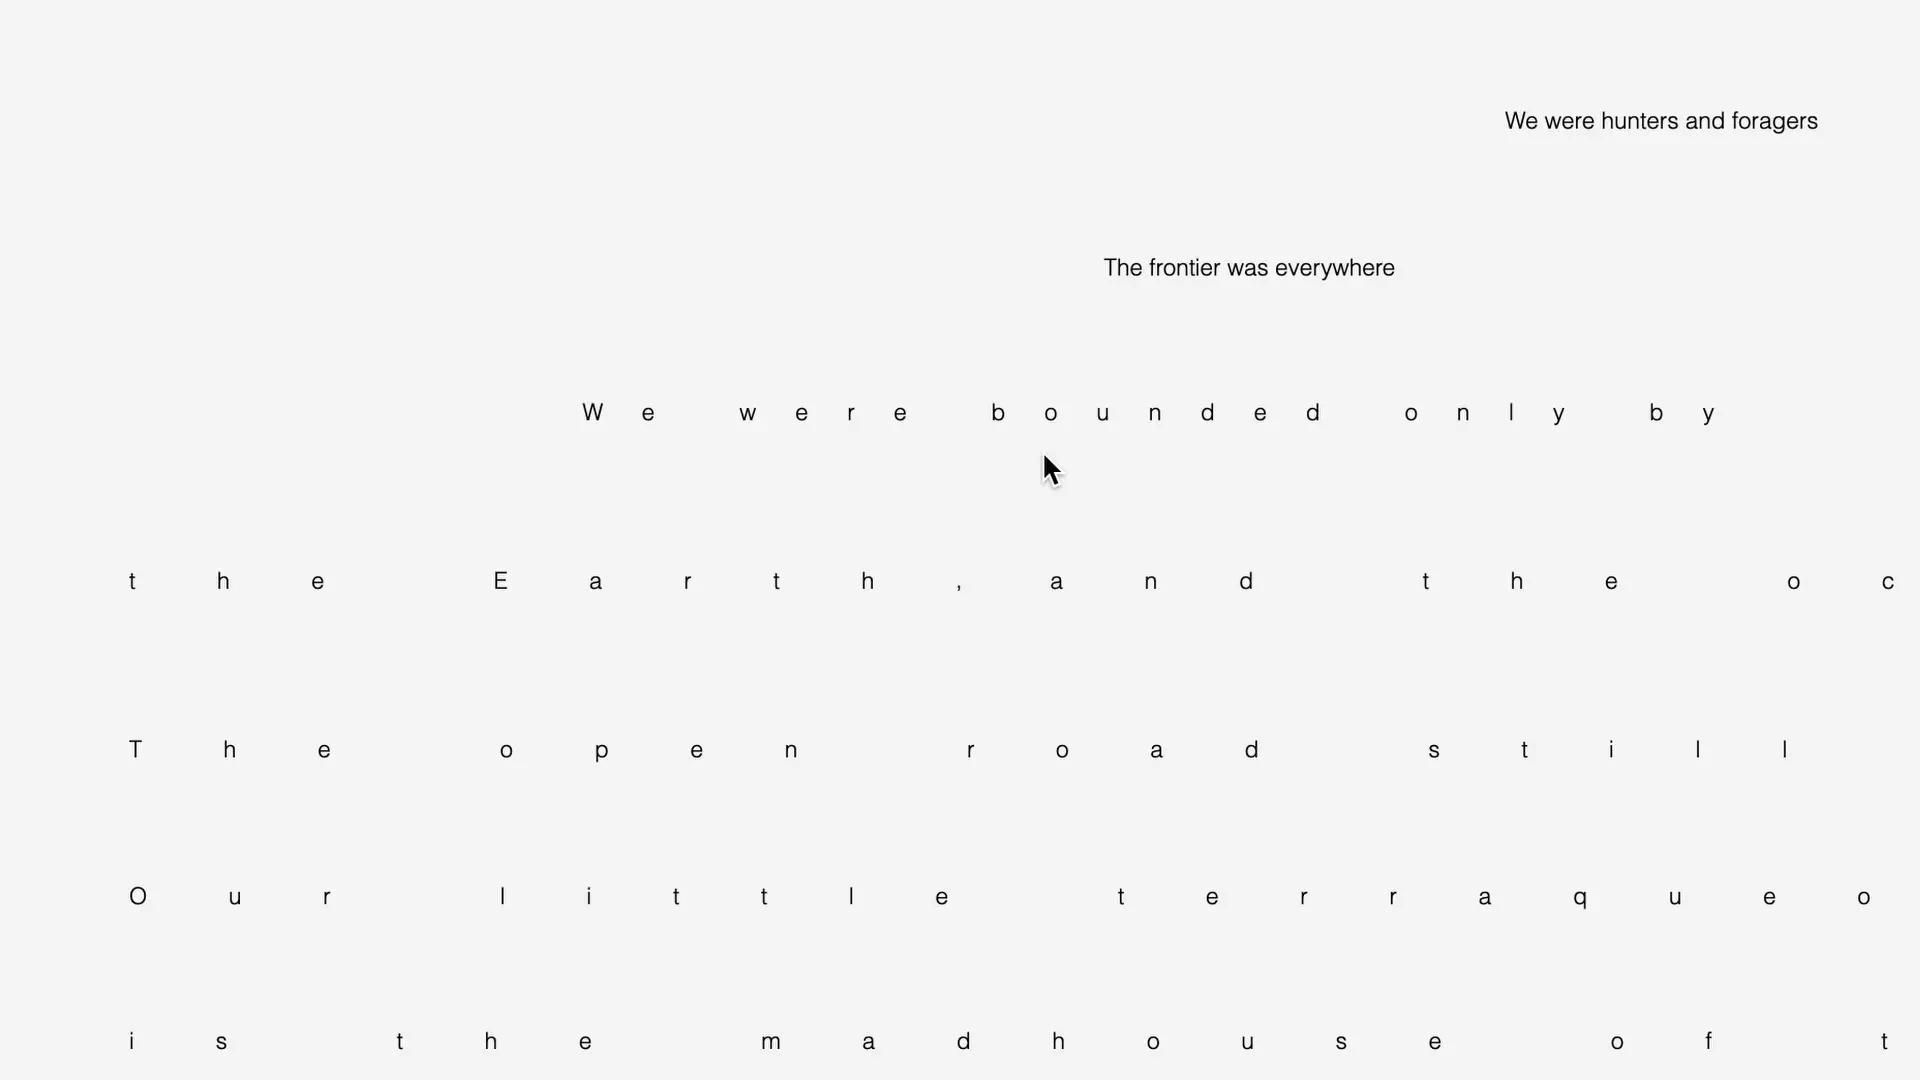 We were hunters and foragers
The frontier was everywhere
We were bounded only by
the Earth, and the oc
The open road still
Our little terraqueo
is the madhouse of t